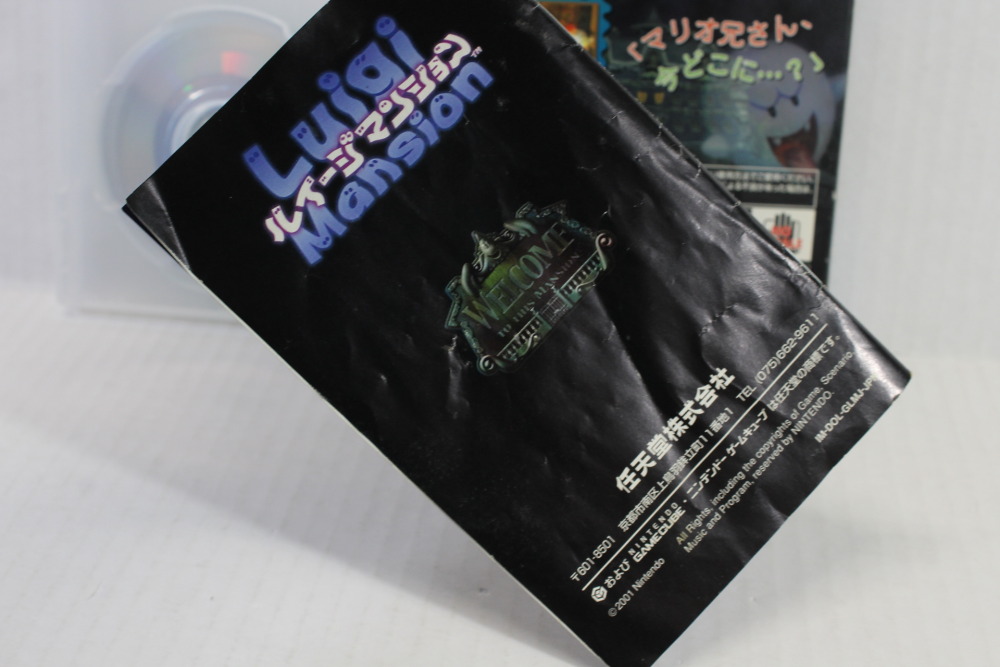 Luigi
ルイージマンション™
Mansion
「マリオ兄さん、
どこに...?」
WELCOME
TO THIS MANSION
任天堂株式会社
〒601-8501 京都市南区上鳥羽鉾立町11番地1 TEL (075)662-9611
および NINTENDO GAMECUBE・ニンテンドー ゲームキューブ は任天堂の商標です。
©2001 Nintendo All Rights, including the copyrights of Game, Scenario,
Music and Program, reserved by NINTENDO.
IM-DOL-GLMJ-JPN